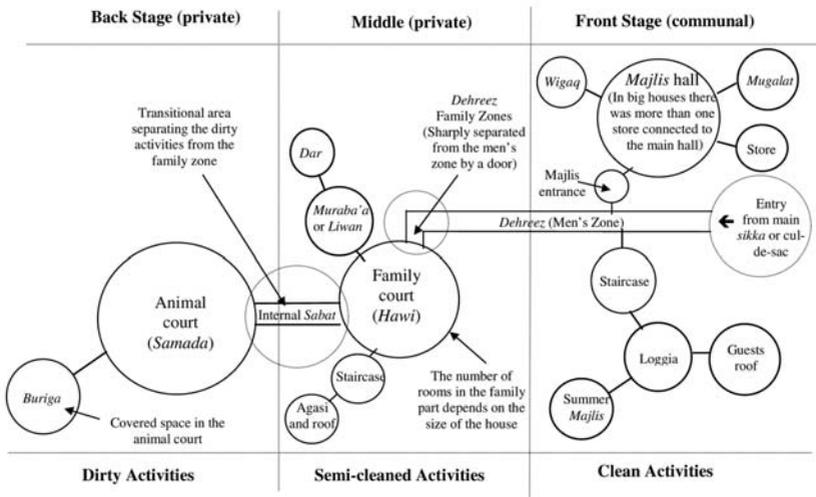 Back Stage (private)
Middle (private)
Front Stage (communal)
Transitional area
separating the dirty
activities from the
family zone
Animal
court
(Samada)
Buriga
Covered space in the
animal court
Internal Sabat
Dehreez
Family Zones
(Sharply separated
from the men's
zone by a door)
Dar
Muraba'a
or Liwan
Family
court
(Hawi)
Staircase
Agasi
and roof
The number of
rooms in the family
part depends on the
size of the house
Wigaq
Majlis hall
(In big houses there
was more than one
store connected to
the main hall)
Mugalat
Store
Majlis
entrance
Dehreez (Men's Zone)
Entry
from main
sikka or cul-
de-sac
Staircase
Loggia
Guests
roof
Summer
Majlis
Dirty Activities
Semi-cleaned Activities
Clean Activities